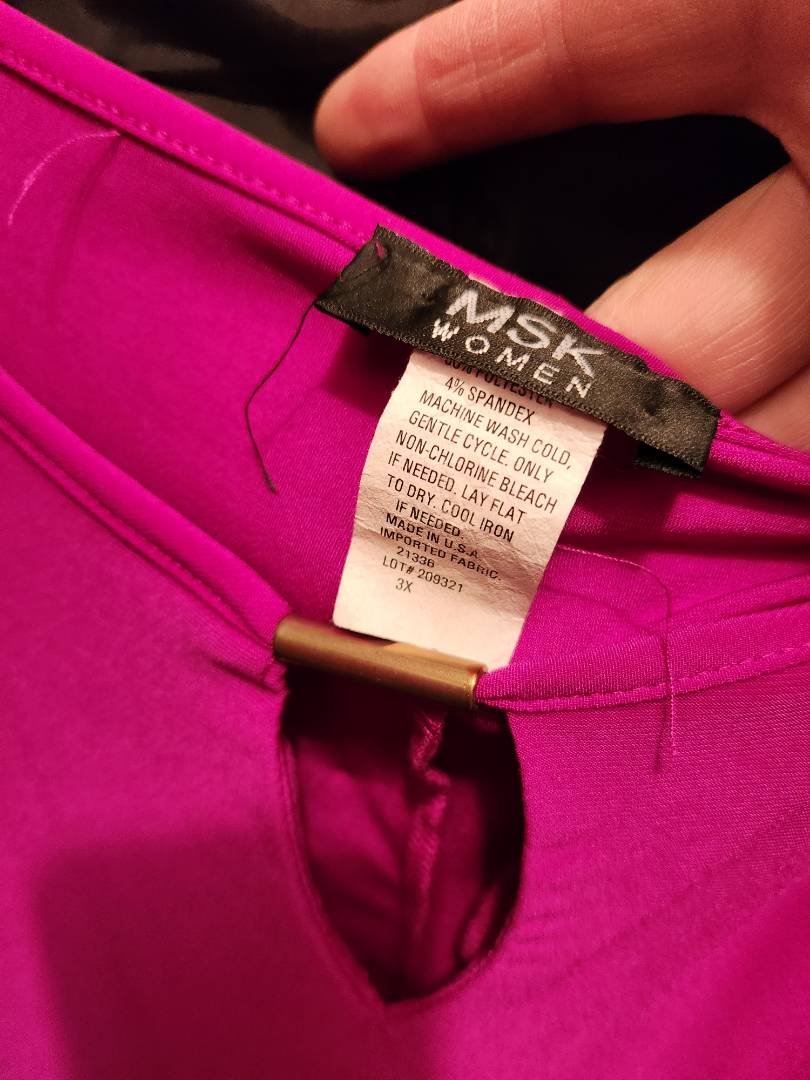 MSK
WOMEN
POLYESTER
4% SPANDEX
MACHINE WASH COLD,
GENTLE CYCLE. ONLY
NON-CHLORINE BLEACH
IF NEEDED. LAY FLAT
TO DRY. COOL IRON
IF NEEDED.
MADE IN U.S.A.
IMPORTED FABRIC.
21336
LOT# 209321
3X